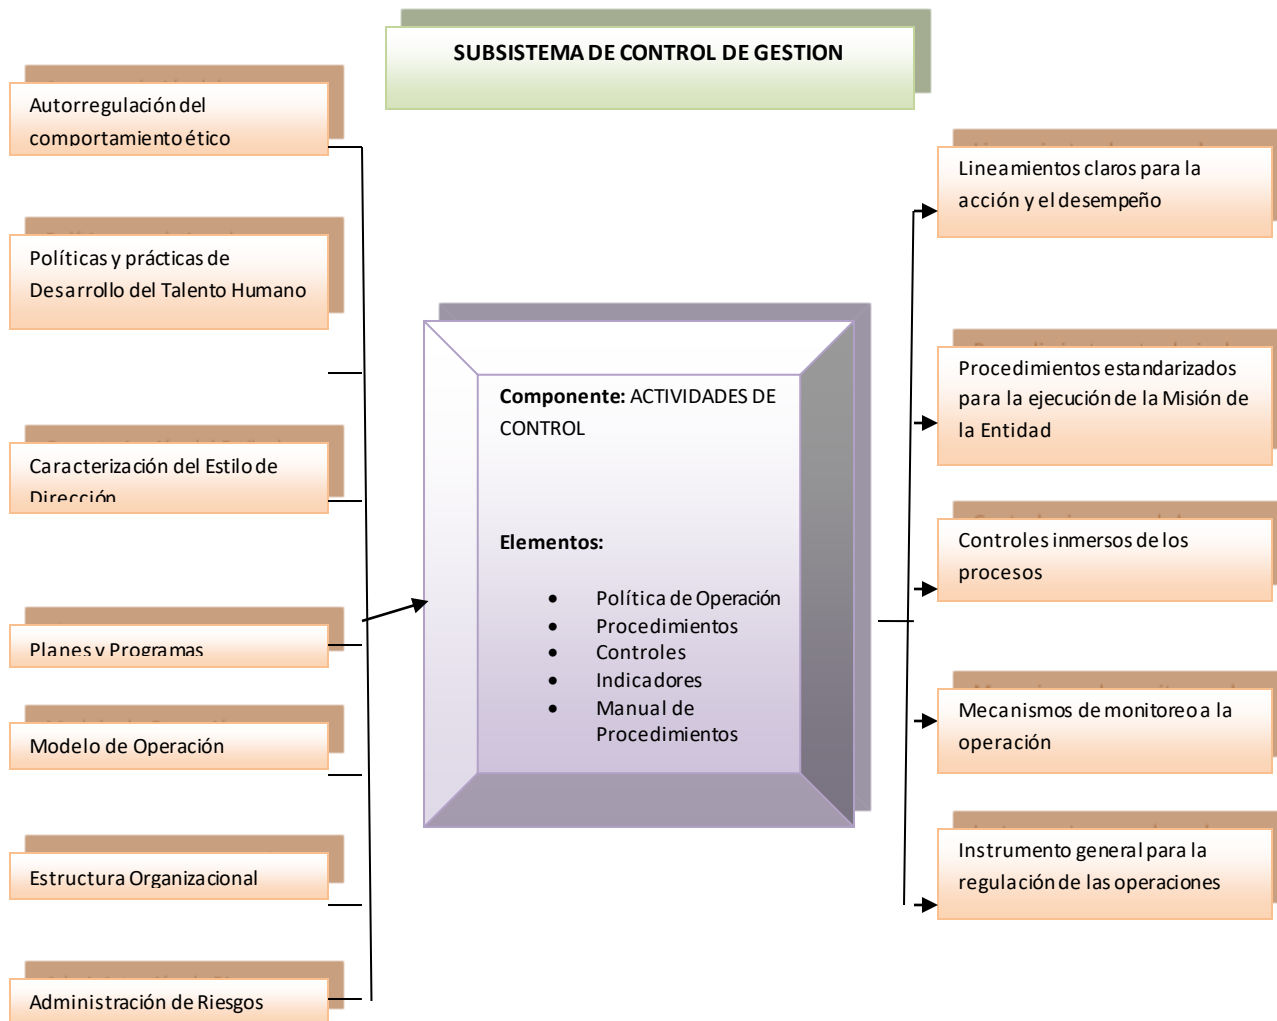 SUBSISTEMA DE CONTROL DE GESTION
Autorregulación del
comportamiento ético
Políticas y prácticas de
Desarrollo del Talento Humano
Caracterización del Estilo de
Dirección
Planes y Programas
Modelo de Operación
Estructura Organizacional
Administración de Riesgos
Componente: ACTIVIDADES DE
CONTROL
Elementos:
• Política de Operación
• Procedimientos
• Controles
• Indicadores
• Manual de
Procedimientos
Lineamientos claros para la
acción y el desempeño
Procedimientos estandarizados
para la ejecución de la Misión de
la Entidad
Controles inmersos de los
procesos
Mecanismos de monitoreo a la
operación
Instrumento general para la
regulación de las operaciones